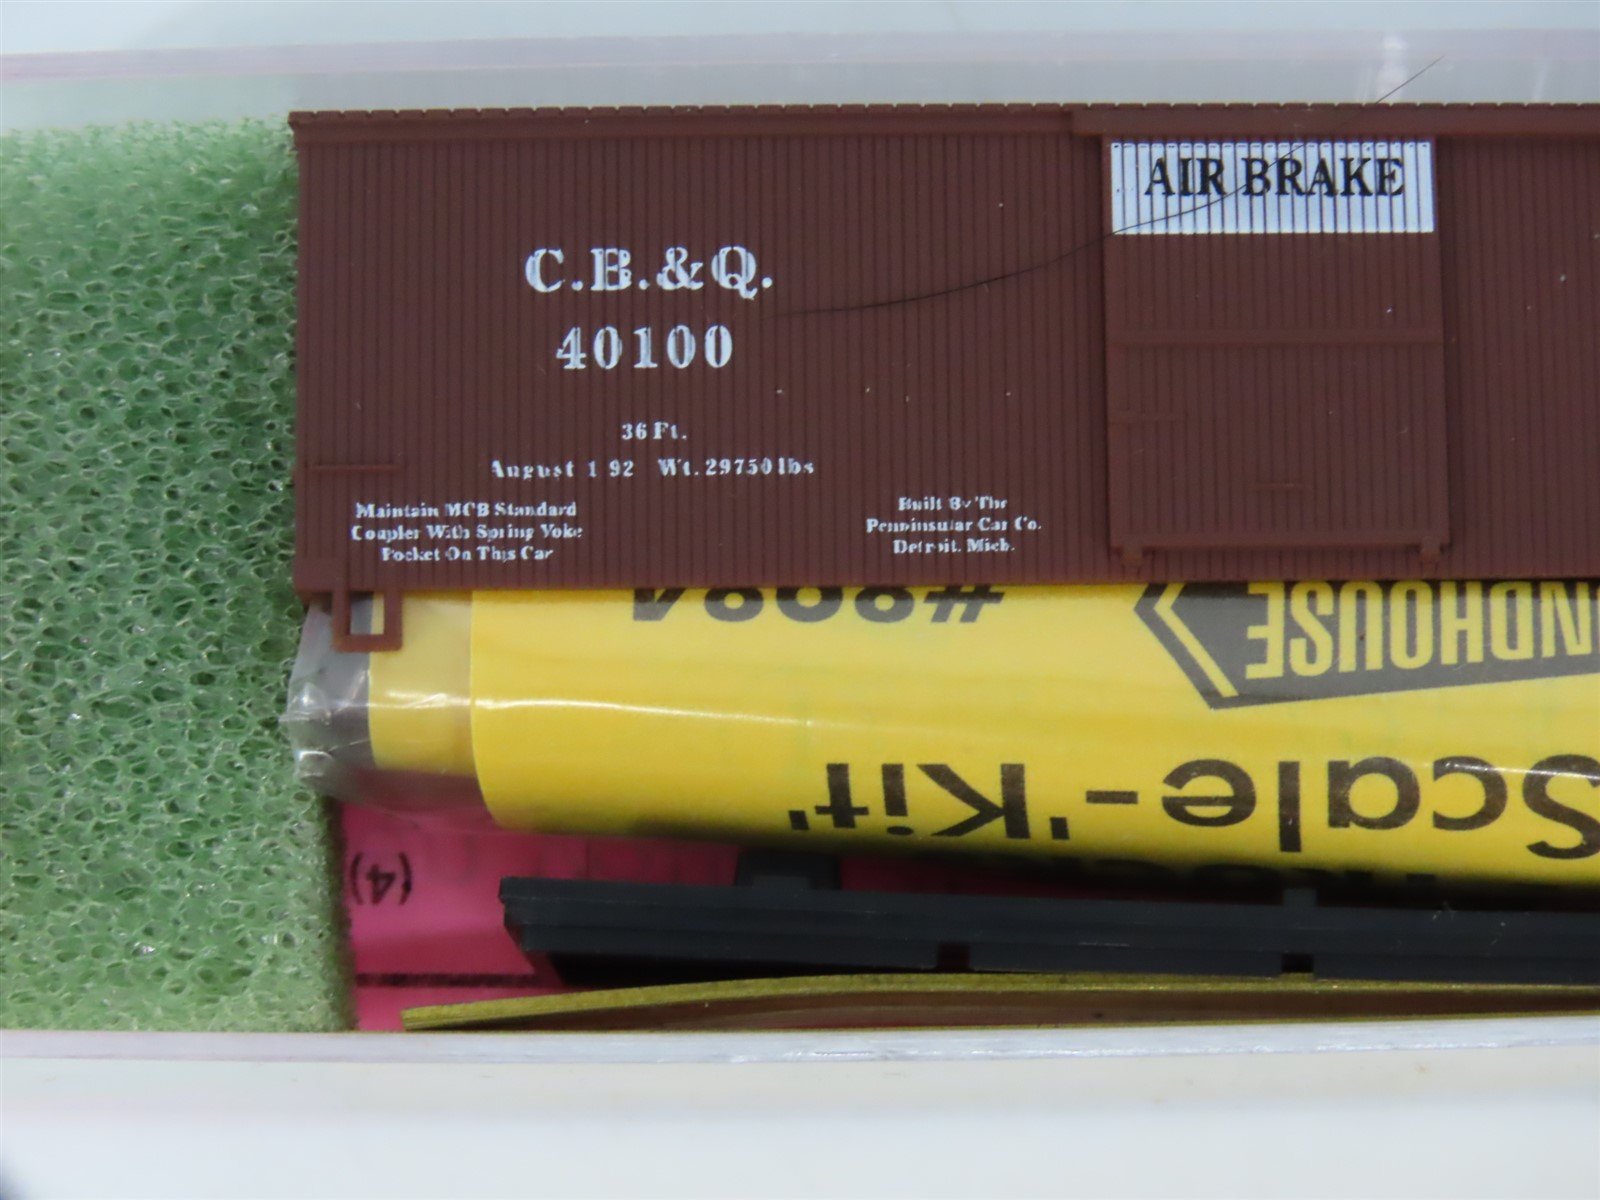 AIR BRAKE
C.B.&Q.
40100
36 Ft.
August 1 92 Wt. 29750 lbs
Maintain MCB Standard
Coupler With Spring Yoke
Pocket On This Car
Built By The
Penninsular Car Co.
Detroit. Mich.
NDHOUSE
Scale - 'Kit'
(4)